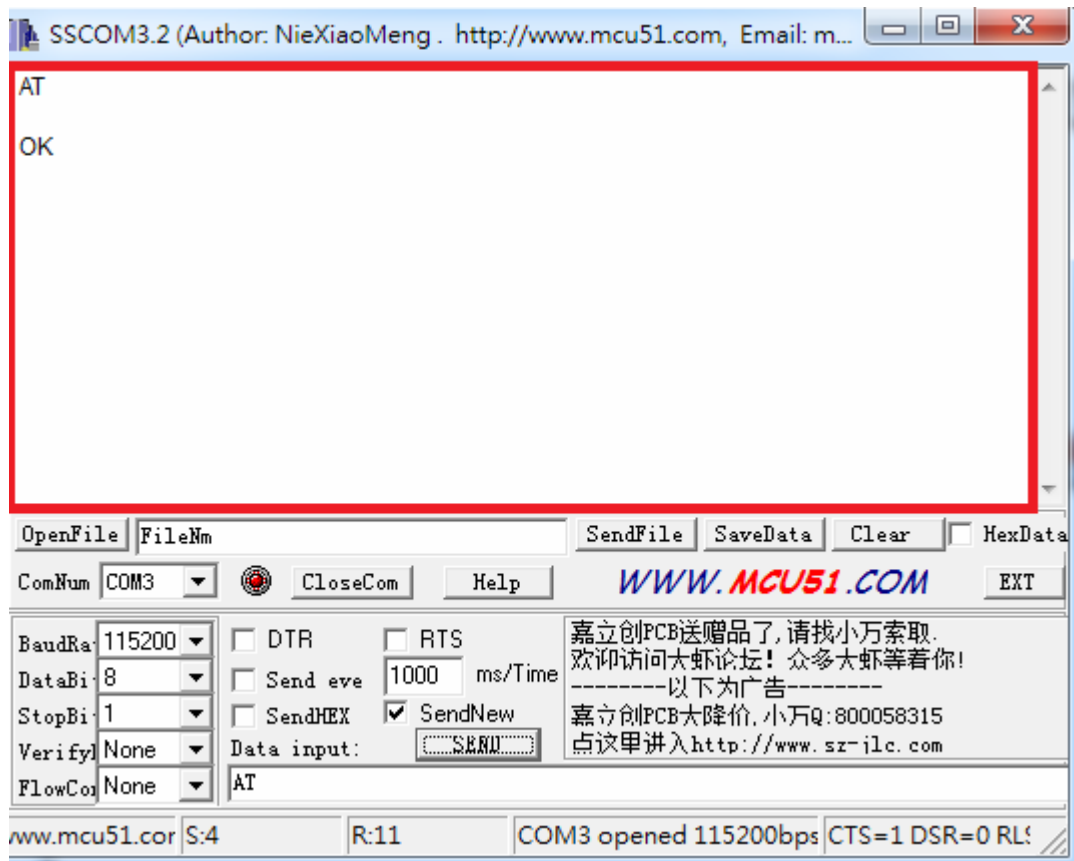 SSCOM3.2 (Author: NieXiaoMeng . http://www.mcu51.com, Email: m...
AT
OK
OpenFile FileNm SendFile SaveData Clear HexData
ComNum COM3 CloseCom Help WWW.MCU51.COM EXT
BaudRa 115200 DTR RTS
DataBi 8 Send eve 1000 ms/Time
StopBi 1 SendHEX SendNew
Verify None Data input: SEND
FlowCo None AT
嘉立创PCB送赠品了,请找小万索取.
欢迎访问大虾论坛! 众多大虾等着你!
--------以下为广告--------
嘉立创PCB大降价,小万Q:800058315
点这里进入http://www.sz-jlc.com
www.mcu51.cor S:4 R:11 COM3 opened 115200bps CTS=1 DSR=0 RLS